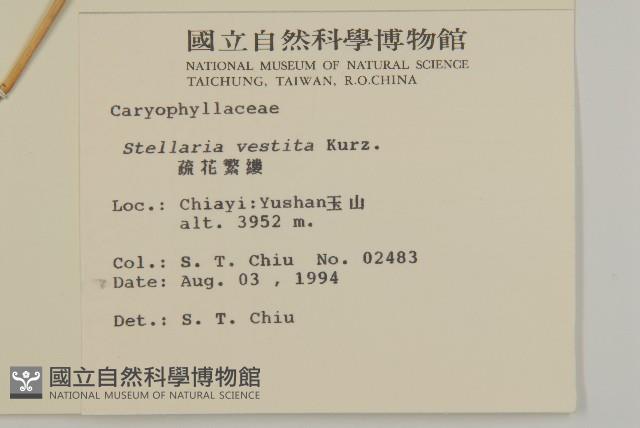 國立自然科學博物館
NATIONAL MUSEUM OF NATURAL SCIENCE
TAICHUNG, TAIWAN, R.O.CHINA
Caryophyllaceae
Stellaria vestita Kurz.
疏花繁縷
Loc.: Chiayi:Yushan玉山
alt. 3952 m.
Col.: S. T. Chiu No. 02483
Date: Aug. 03 , 1994
Det.: S. T. Chiu
國立自然科學博物館
NATIONAL MUSEUM OF NATURAL SCIENCE